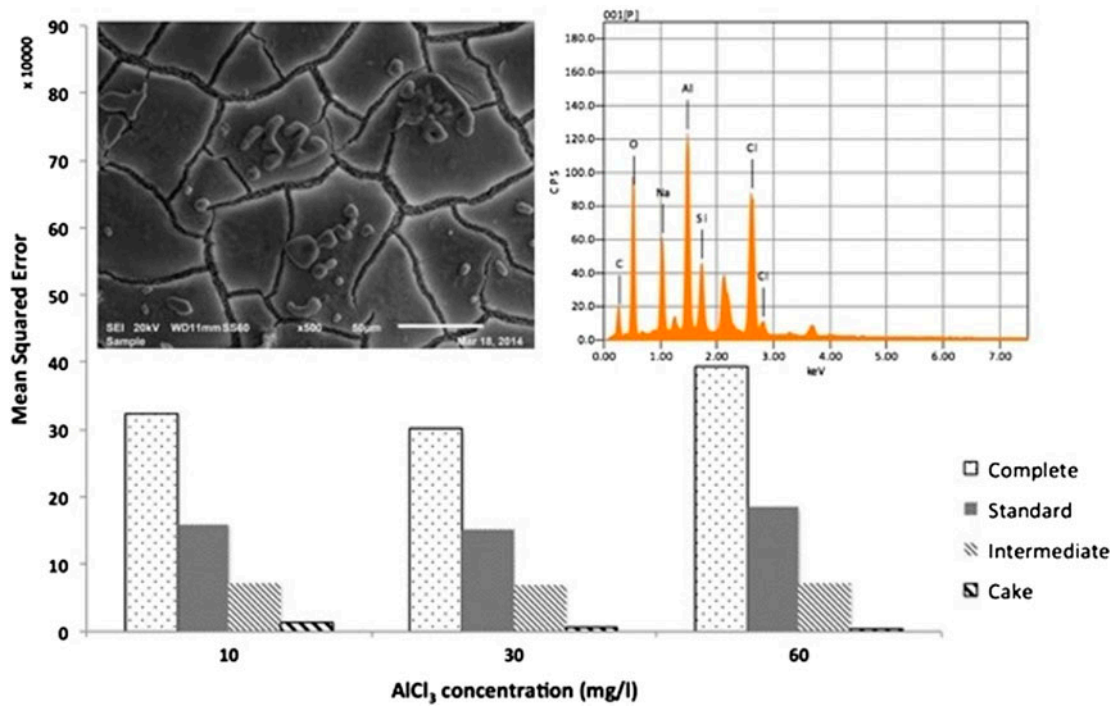 x 10000
Mean Squared Error
90
80
70
60
50
40
30
20
10
0
SEI 20kV WD11mm SS60 x500 50µm
Sample Mar 18, 2014
001[P]
CPS
180.0
160.0
140.0
120.0
100.0
80.0
60.0
40.0
20.0
0.0
C
O
Na
Al
Si
Cl
Cl
0.00 1.00 2.00 3.00 4.00 5.00 6.00 7.00
keV
Complete
Standard
Intermediate
Cake
10 30 60
AlCl₃ concentration (mg/l)